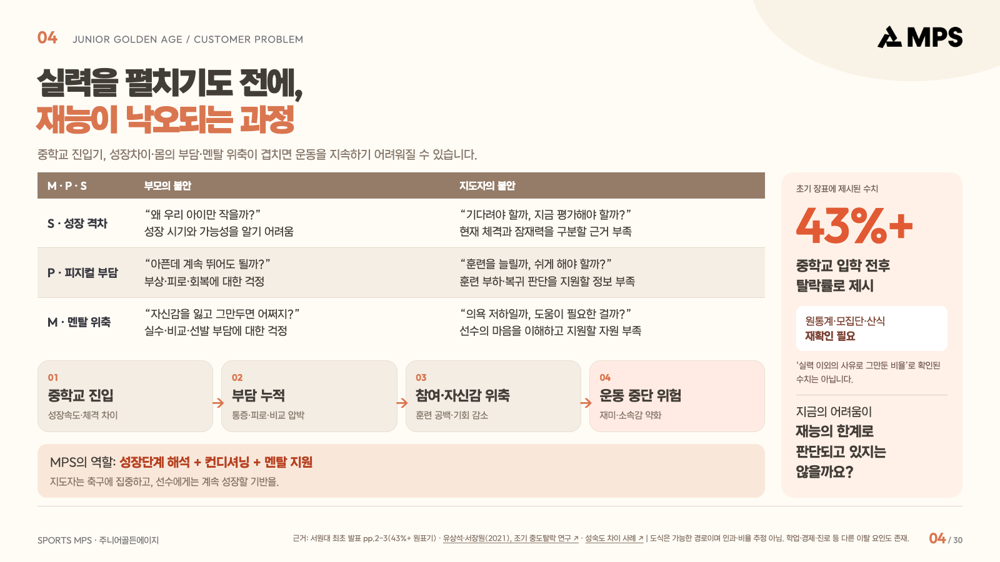 04 JUNIOR GOLDEN AGE / CUSTOMER PROBLEM
MPS
실력을 펼치기도 전에,
재능이 낙오되는 과정
중학교 진입기, 성장차이·몸의 부담·멘탈 위축이 겹치면 운동을 지속하기 어려워질 수 있습니다.
M · P · S 부모의 불안 지도자의 불안
S · 성장 격차
“왜 우리 아이만 작을까?”
성장 시기와 가능성을 알기 어려움
“기다려야 할까, 지금 평가해야 할까?”
현재 체격과 잠재력을 구분할 근거 부족
P · 피지컬 부담
“아픈데 계속 뛰어도 될까?”
부상·피로·회복에 대한 걱정
“훈련을 늘릴까, 쉬게 해야 할까?”
훈련 부하·복귀 판단을 지원할 정보 부족
M · 멘탈 위축
“자신감을 잃고 그만두면 어쩌지?”
실수·비교·선발 부담에 대한 걱정
“의욕 저하일까, 도움이 필요한 걸까?”
선수의 마음을 이해하고 지원할 자원 부족
01
중학교 진입
성장속도·체격 차이
→
02
부담 누적
통증·피로·비교 압박
→
03
참여·자신감 위축
훈련 공백·기회 감소
→
04
운동 중단 위험
재미·소속감 약화
MPS의 역할: 성장단계 해석 + 컨디셔닝 + 멘탈 지원
지도자는 축구에 집중하고, 선수에게는 계속 성장할 기반을.
초기 장표에 제시된 수치
43%+
중학교 입학 전후
탈락률로 제시
원통계·모집단·산식
재확인 필요
‘실력 이외의 사유로 그만둔 비율’로 확인된
수치는 아닙니다.
지금의 어려움이
재능의 한계로
판단되고 있지는
않을까요?
SPORTS MPS · 주니어골든에이지
근거: 서원대 최초 발표 pp.2–3(43%+ 원표기) · 유상석·서장원(2021), 조기 중도탈락 연구 ↗ · 성숙도 차이 사례 ↗ | 도식은 가능한 경로이며 인과·비율 추정 아님. 학업·경제·진로 등 다른 이탈 요인도 존재.
04 / 30